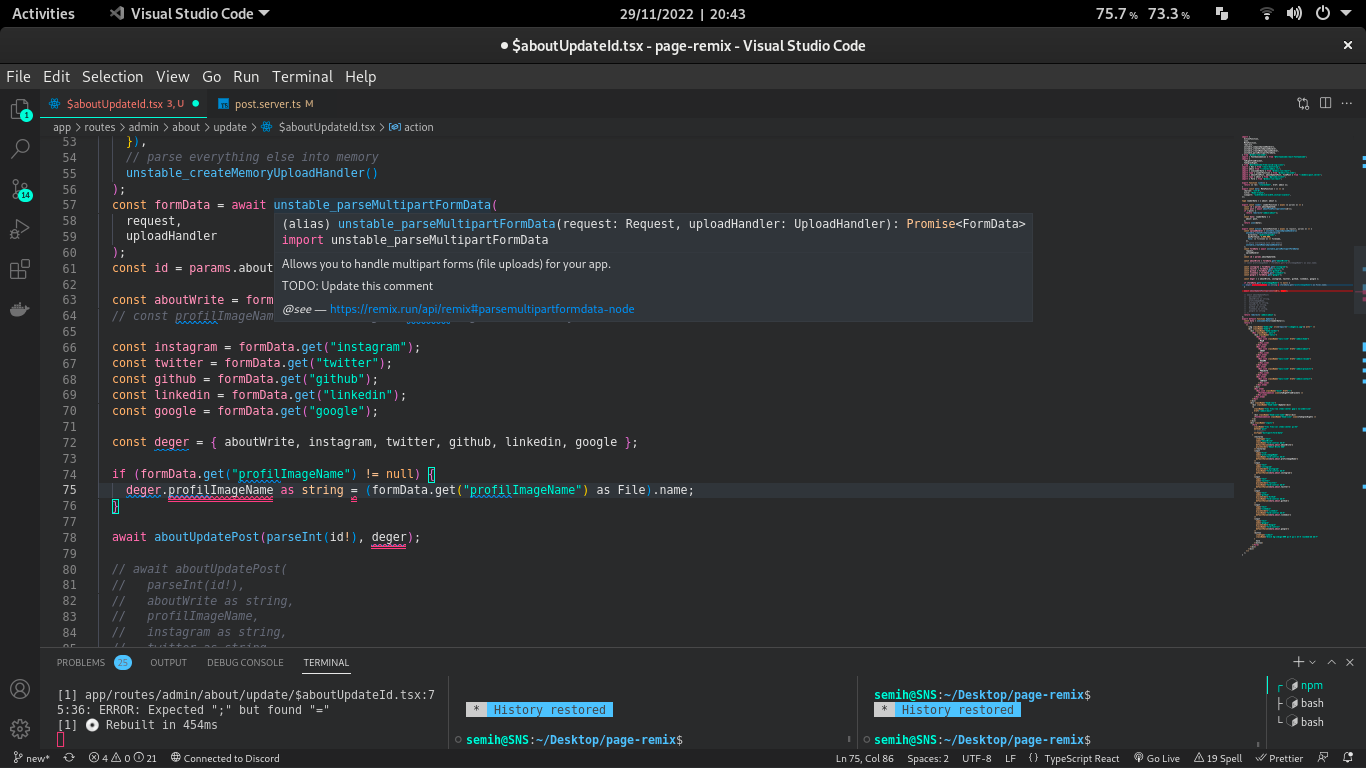 Activities
Visual Studio Code
29/11/2022 | 20:43
75.7 % 73.3 %
● $aboutUpdateId.tsx - page-remix - Visual Studio Code
File Edit Selection View Go Run Terminal Help
$aboutUpdateId.tsx 3, U
post.server.ts M
app > routes > admin > about > update > $aboutUpdateId.tsx > action
53 }),
54 // parse everything else into memory
55 unstable_createMemoryUploadHandler()
56 );
57 const formData = await unstable_parseMultipartFormData(
58 request,
59 uploadHandler
60 );
61 const id = params.about
62
63 const aboutWrite = form
64 // const profilImageNam
65
(alias) unstable_parseMultipartFormData(request: Request, uploadHandler: UploadHandler): Promise<FormData>
import unstable_parseMultipartFormData
Allows you to handle multipart forms (file uploads) for your app.
TODO: Update this comment
@see — https://remix.run/api/remix#parsemultipartformdata-node
66 const instagram = formData.get("instagram");
67 const twitter = formData.get("twitter");
68 const github = formData.get("github");
69 const linkedin = formData.get("linkedin");
70 const google = formData.get("google");
71
72 const deger = { aboutWrite, instagram, twitter, github, linkedin, google };
73
74 if (formData.get("profilImageName") != null) {
75 deger.profilImageName as string = (formData.get("profilImageName") as File).name;
76 }
77
78 await aboutUpdatePost(parseInt(id!), deger);
79
80 // await aboutUpdatePost(
81 // parseInt(id!),
82 // aboutWrite as string,
83 // profilImageName,
84 // instagram as string,
85 // twitter as string
PROBLEMS 25 OUTPUT DEBUG CONSOLE TERMINAL
[1] app/routes/admin/about/update/$aboutUpdateId.tsx:7
5:36: ERROR: Expected ";" but found "="
[1] 💿 Rebuilt in 454ms
* History restored
semih@SNS:~/Desktop/page-remix$
semih@SNS:~/Desktop/page-remix$
* History restored
semih@SNS:~/Desktop/page-remix$
npm
bash
bash
1
14
new* 4 0 21 Connected to Discord
Ln 75, Col 86 Spaces: 2 UTF-8 LF {} TypeScript React Go Live 19 Spell Prettier